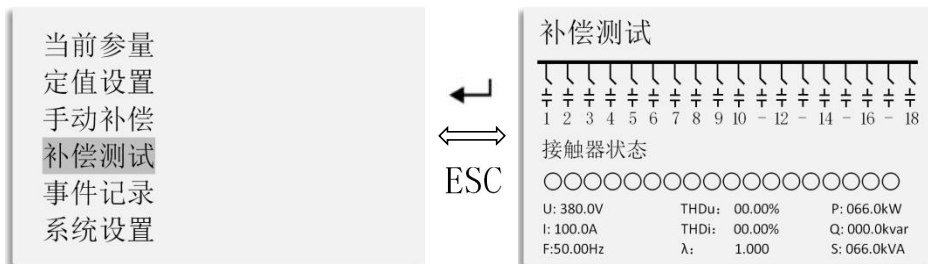 当前参量
定值设置
手动补偿
补偿测试
事件记录
系统设置
ESC
补偿测试
1 2 3 4 5 6 7 8 9 10 - 12 - 14 - 16 - 18
接触器状态
U: 380.0V THDu: 00.00% P: 066.0kW
I: 100.0A THDi: 00.00% Q: 000.0kvar
F:50.00Hz λ: 1.000 S: 066.0kVA